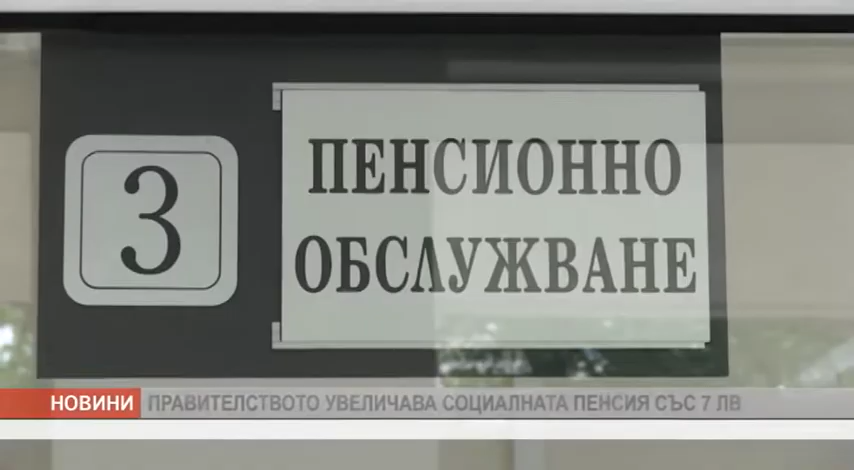 3
ПЕНСИОННО
ОБСЛУЖВАНЕ
НОВИНИ ПРАВИТЕЛСТВОТО УВЕЛИЧАВА СОЦИАЛНАТА ПЕНСИЯ СЪС 7 ЛВ